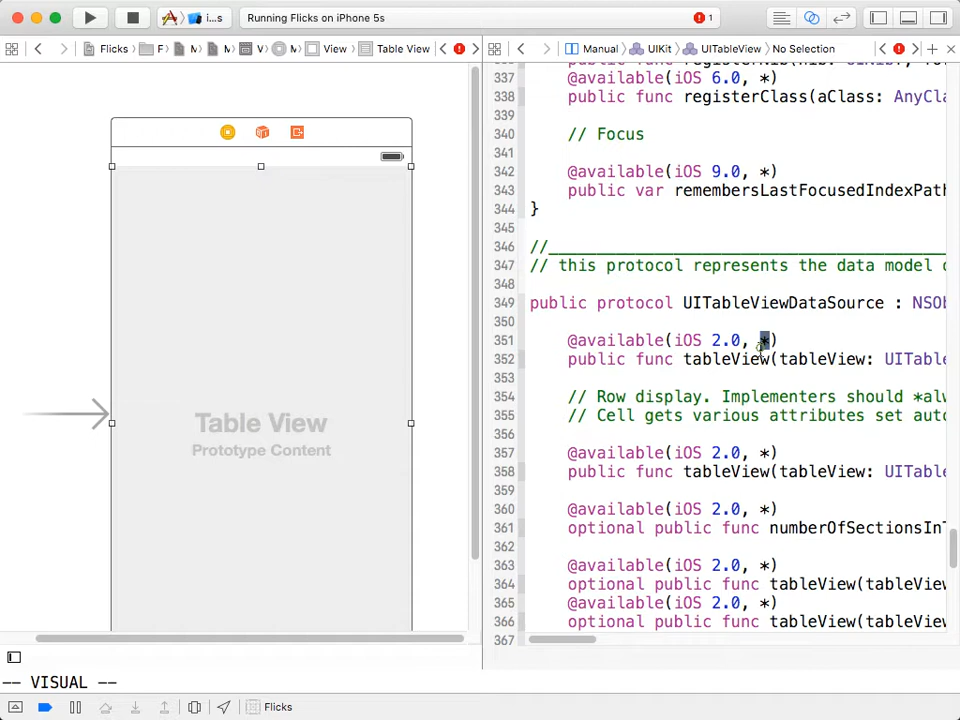 i...s
Running Flicks on iPhone 5s
1
Flicks
F
M
M
V
M
View
Table View
Manual
UIKit
UITableView
No Selection
337 @available(iOS 6.0, *)
338 public func registerClass(aClass: AnyCla
339
340 // Focus
341
342 @available(iOS 9.0, *)
343 public var remembersLastFocusedIndexPath
344 }
345
346 //
347 // this protocol represents the data model o
348
349 public protocol UITableViewDataSource : NSOb
350
351 @available(iOS 2.0, *)
352 public func tableView(tableView: UITable
353
354 // Row display. Implementers should *alw
355 // Cell gets various attributes set auto
356
357 @available(iOS 2.0, *)
358 public func tableView(tableView: UITable
359
360 @available(iOS 2.0, *)
361 optional public func numberOfSectionsInT
362
363 @available(iOS 2.0, *)
364 optional public func tableView(tableView
365 @available(iOS 2.0, *)
366 optional public func tableView(tableView
367
Table View
Prototype Content
-- VISUAL --
Flicks